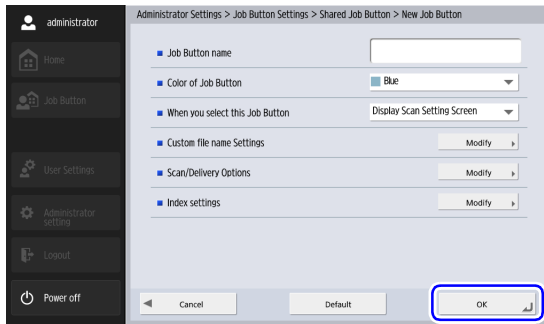 administrator
Administrator Settings > Job Button Settings > Shared Job Button > New Job Button
Home
Job Button
User Settings
Administrator
setting
Logout
Power off
Job Button name
Color of Job Button
Blue
When you select this Job Button
Display Scan Setting Screen
Custom file name Settings
Modify
Scan/Delivery Options
Modify
Index settings
Modify
Cancel
Default
OK